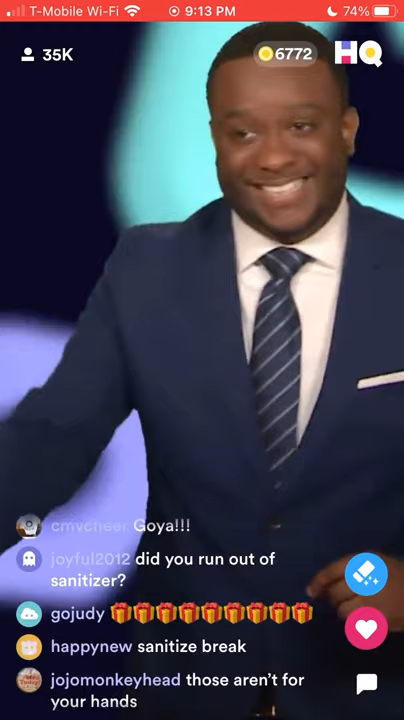 T-Mobile Wi-Fi 9:13 PM 74%
35K 6772 HQ
cmvcheer Goya!!!
joyful2012 did you run out of
sanitizer?
gojudy 🎁🎁🎁🎁🎁🎁🎁🎁🎁
happynew sanitize break
jojomonkeyhead those aren’t for
your hands